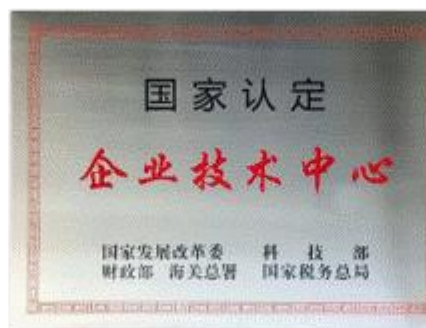 国家认定
企业技术中心
国家发展改革委 科技部
财政部 海关总署 国家税务总局